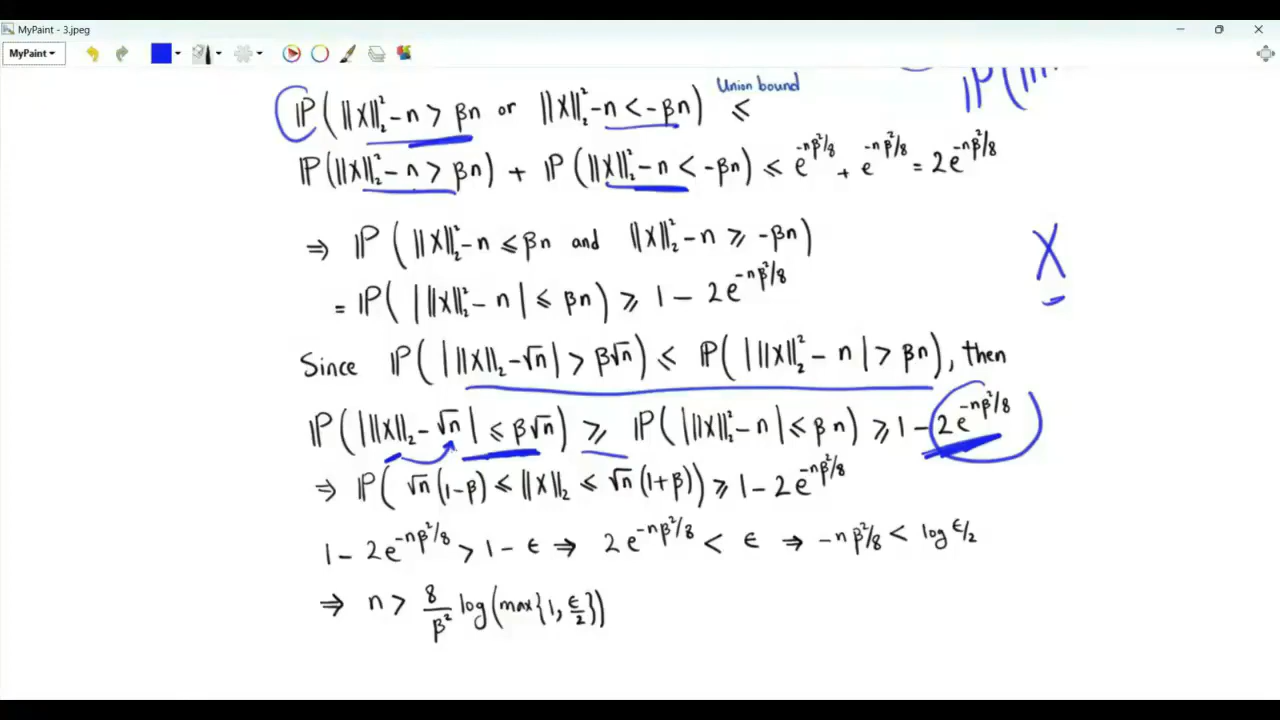 MyPaint - 3.jpeg
MyPaint
ℙ(‖
Union bound
ℙ(‖X‖₂² - n > βn or ‖X‖₂² - n < -βn) ≤
ℙ(‖X‖₂² - n > βn) + ℙ(‖X‖₂² - n < -βn) ≤ e^{-nβ²/8} + e^{-nβ²/8} = 2e^{-nβ²/8}
⇒ ℙ(‖X‖₂² - n ≤ βn and ‖X‖₂² - n ≥ -βn)
X
= ℙ(|‖X‖₂² - n| ≤ βn) ≥ 1 - 2e^{-nβ²/8}
Since ℙ(|‖X‖₂ - √n| > β√n) ≤ ℙ(|‖X‖₂² - n| > βn), then
ℙ(|‖X‖₂ - √n| ≤ β√n) ≥ ℙ(|‖X‖₂² - n| ≤ βn) ≥ 1 - 2e^{-nβ²/8}
⇒ ℙ(√n(1-β) ≤ ‖X‖₂ ≤ √n(1+β)) ≥ 1 - 2e^{-nβ²/8}
1 - 2e^{-nβ²/8} > 1 - ε ⇒ 2e^{-nβ²/8} < ε ⇒ -nβ²/8 < log ε/2
⇒ n > 8/β² log(max{1, ε/2})